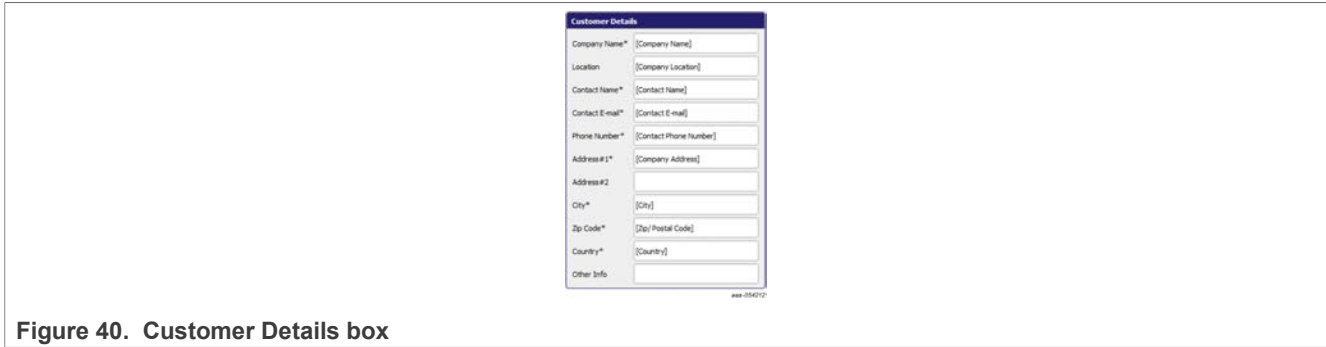 Customer Details
Company Name* [Company Name]
Location [Company Location]
Contact Name* [Contact Name]
Contact E-mail* [Contact E-mail]
Phone Number* [Contact Phone Number]
Address#1* [Company Address]
Address#2
City* [City]
Zip Code* [Zip/Postal Code]
Country* [Country]
Other Info
Figure 40. Customer Details box